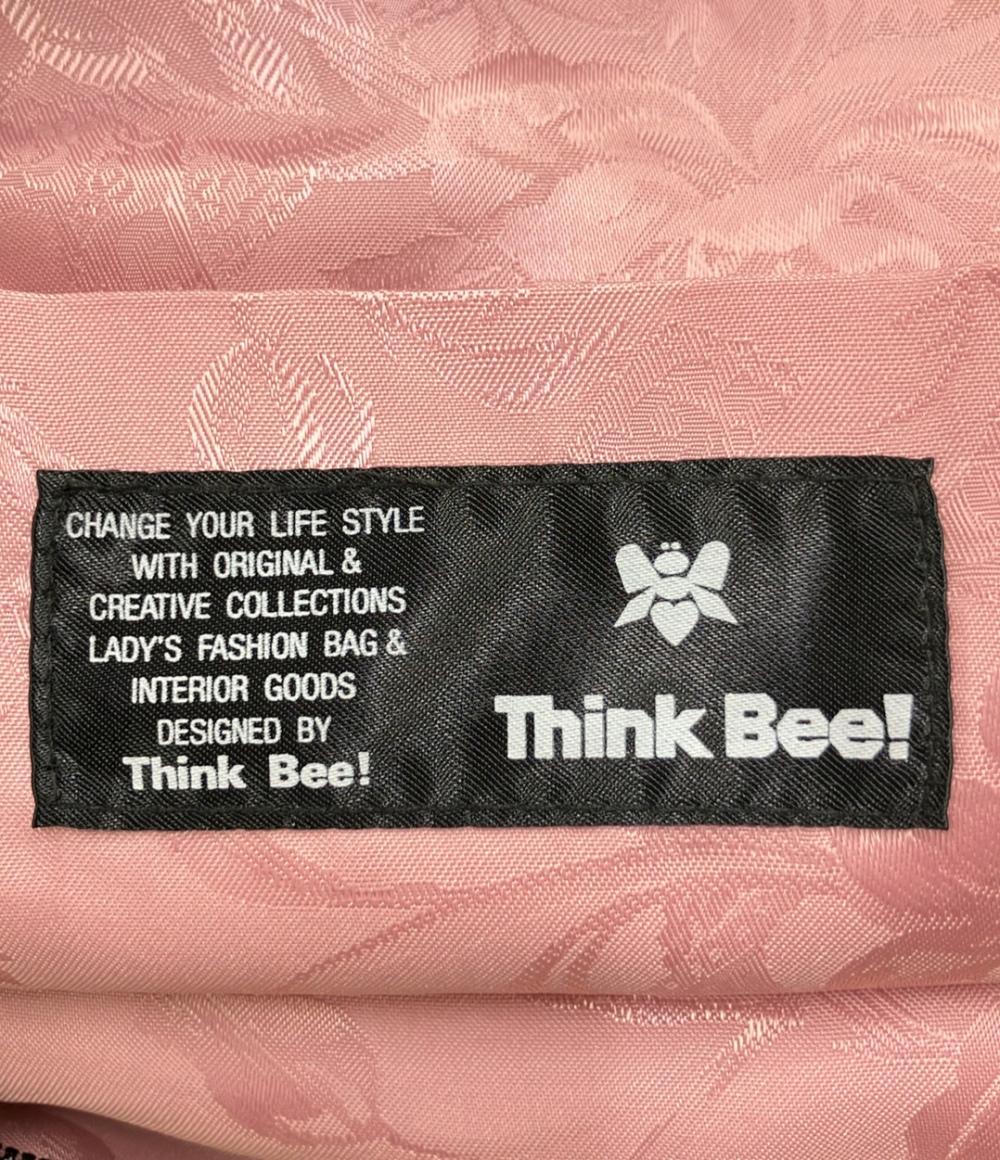 CHANGE YOUR LIFE STYLE
WITH ORIGINAL &
CREATIVE COLLECTIONS
LADY'S FASHION BAG &
INTERIOR GOODS
DESIGNED BY
Think Bee!
Think Bee!